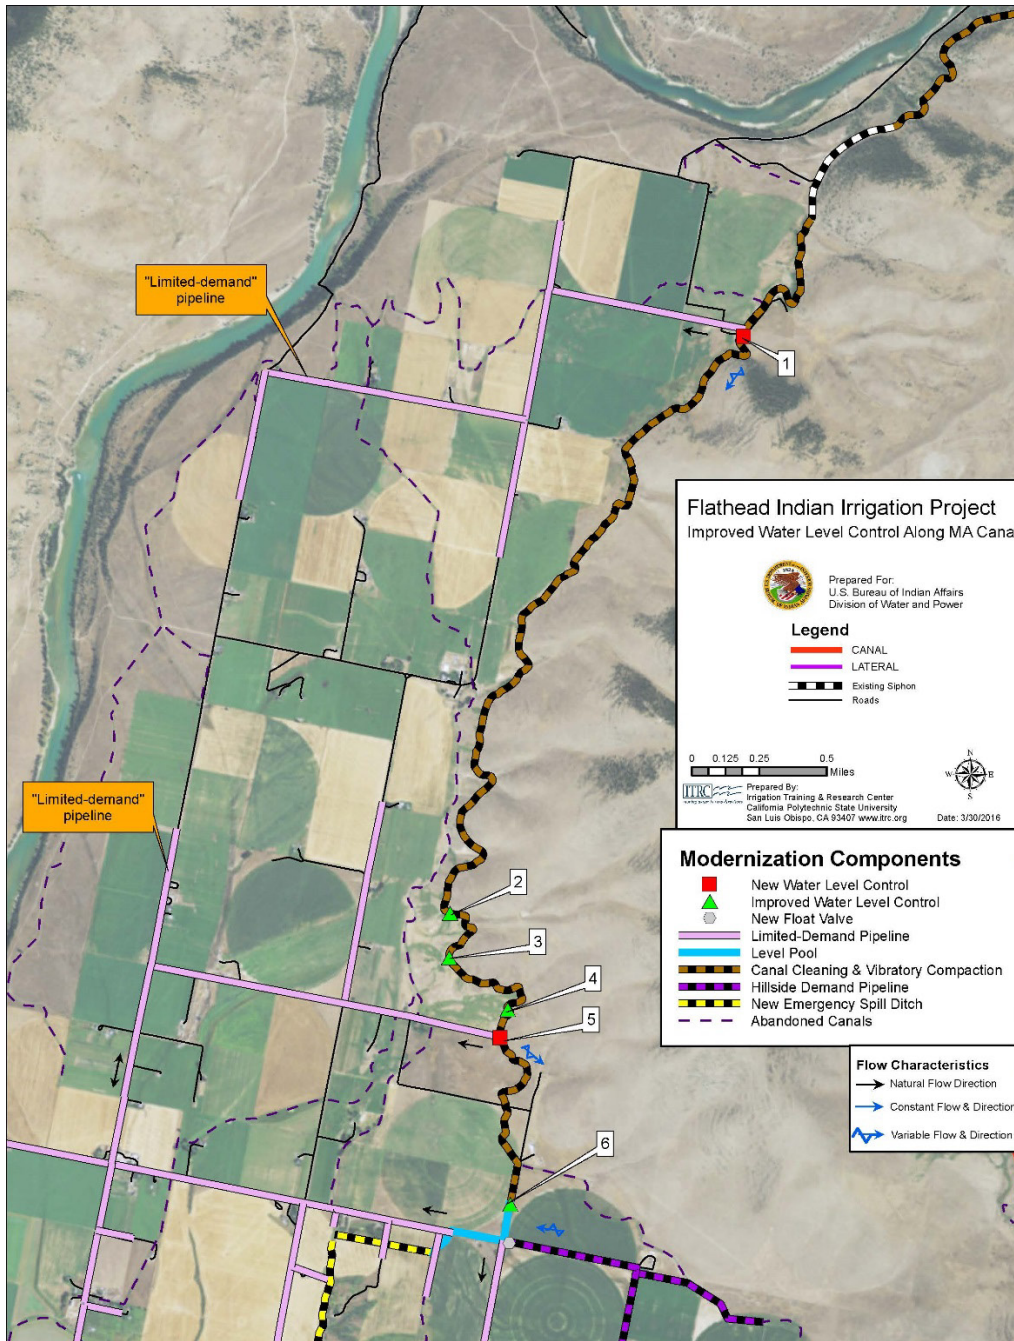 "Limited-demand"
pipeline
1
Flathead Indian Irrigation Project
Improved Water Level Control Along MA Cana
Prepared For:
U.S. Bureau of Indian Affairs
Division of Water and Power
Legend
CANAL
LATERAL
Existing Siphon
Roads
0 0.125 0.25 0.5
Miles
N
W E
S
ITRC
Prepared By:
Irrigation Training & Research Center
California Polytechnic State University
San Luis Obispo, CA 93407 www.itrc.org
Date: 3/30/2016
"Limited-demand"
pipeline
Modernization Components
New Water Level Control
Improved Water Level Control
New Float Valve
Limited-Demand Pipeline
Level Pool
Canal Cleaning & Vibratory Compaction
Hillside Demand Pipeline
New Emergency Spill Ditch
Abandoned Canals
2
3
4
5
6
Flow Characteristics
Natural Flow Direction
Constant Flow & Direction
Variable Flow & Direction